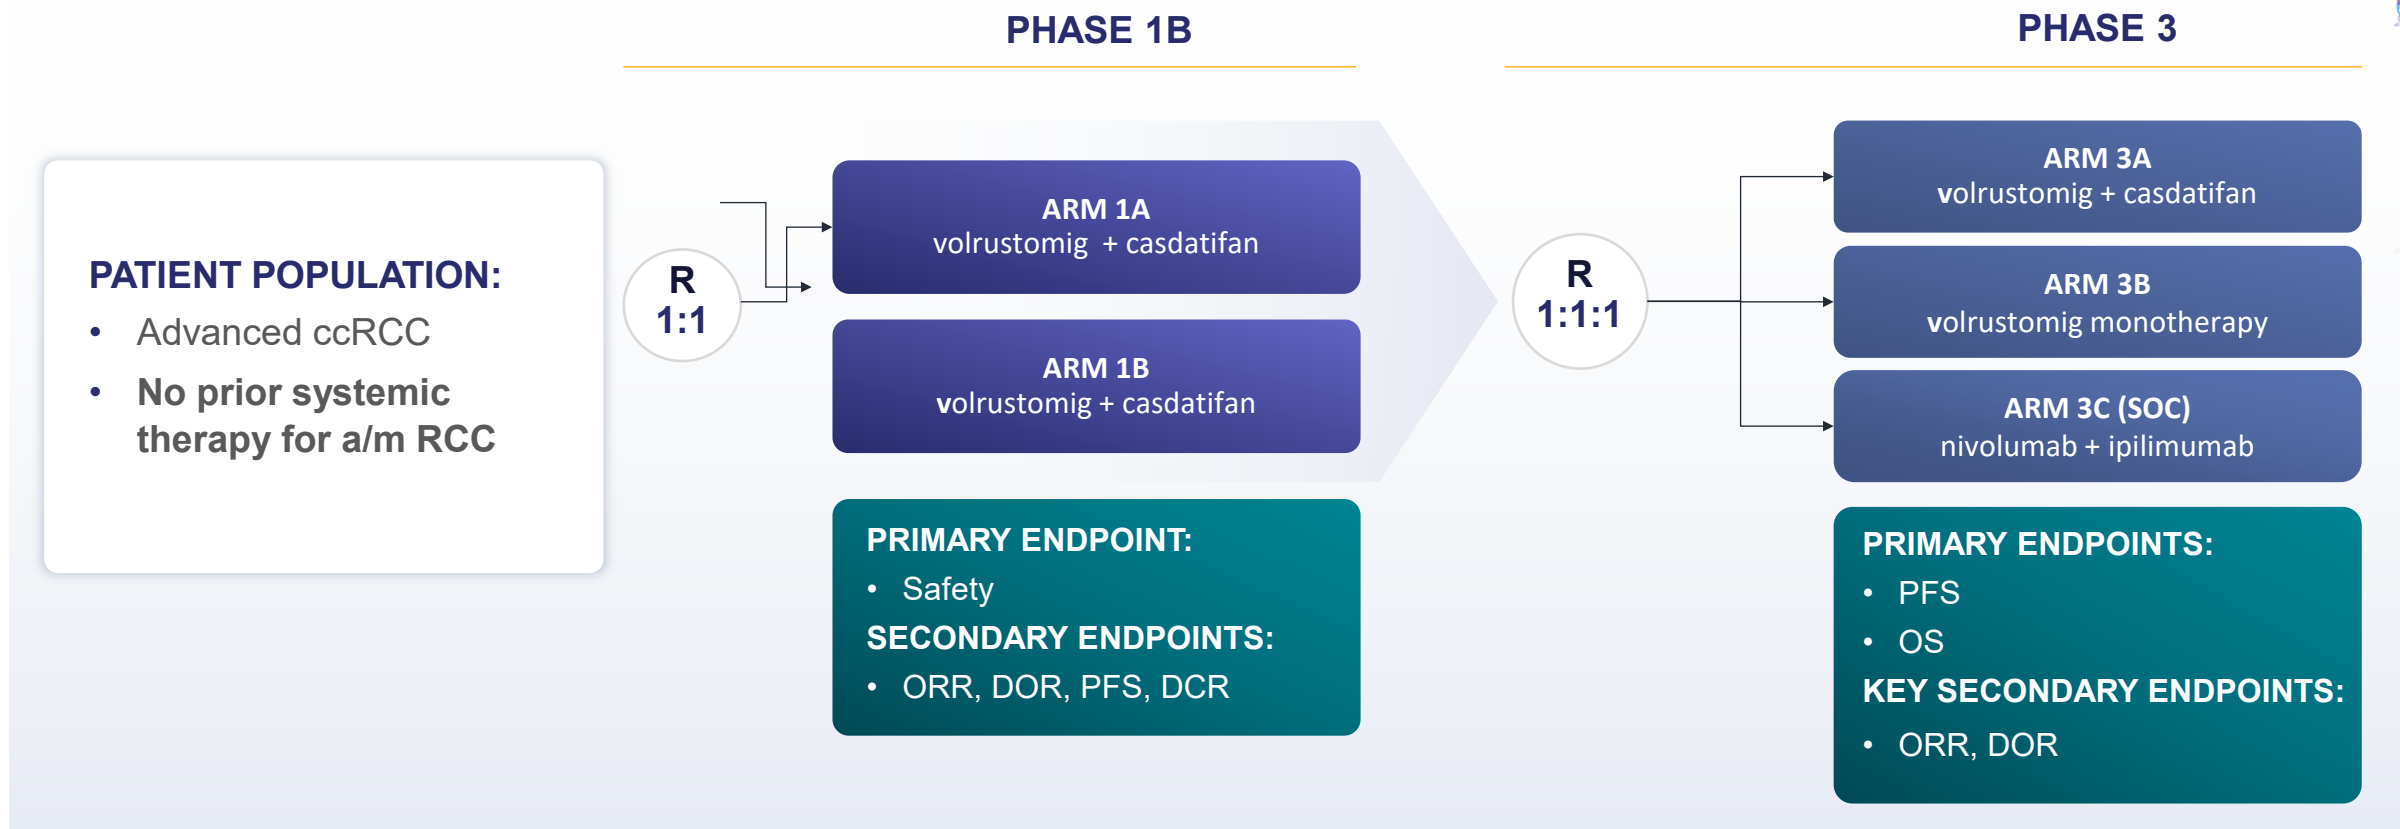 PHASE 1B
PHASE 3
PATIENT POPULATION:
• Advanced ccRCC
• No prior systemic
therapy for a/m RCC
R
1:1
ARM 1A
volrustomig + casdatifan
ARM 1B
volrustomig + casdatifan
PRIMARY ENDPOINT:
• Safety
SECONDARY ENDPOINTS:
• ORR, DOR, PFS, DCR
R
1:1:1
ARM 3A
volrustomig + casdatifan
ARM 3B
volrustomig monotherapy
ARM 3C (SOC)
nivolumab + ipilimumab
PRIMARY ENDPOINTS:
• PFS
• OS
KEY SECONDARY ENDPOINTS:
• ORR, DOR